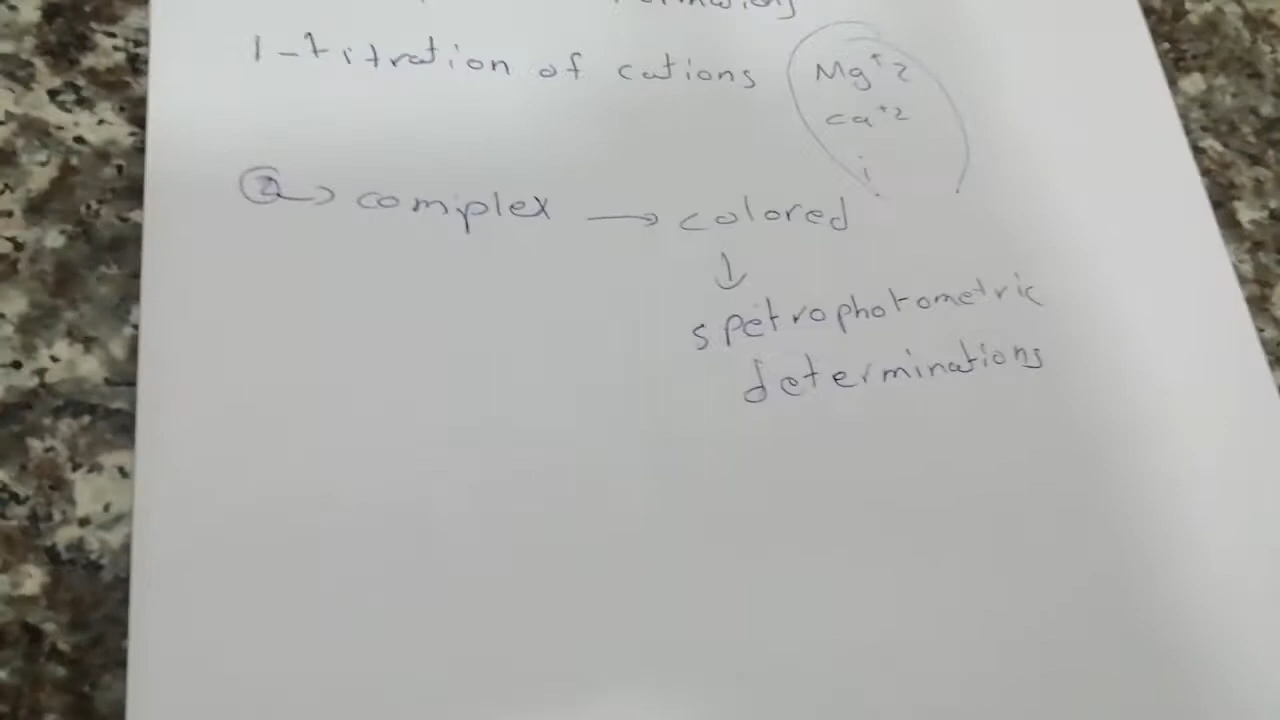 1-titration of cations Mg+2
ca+2
②→ complex → colored
↓
spetrophotometric
determinations